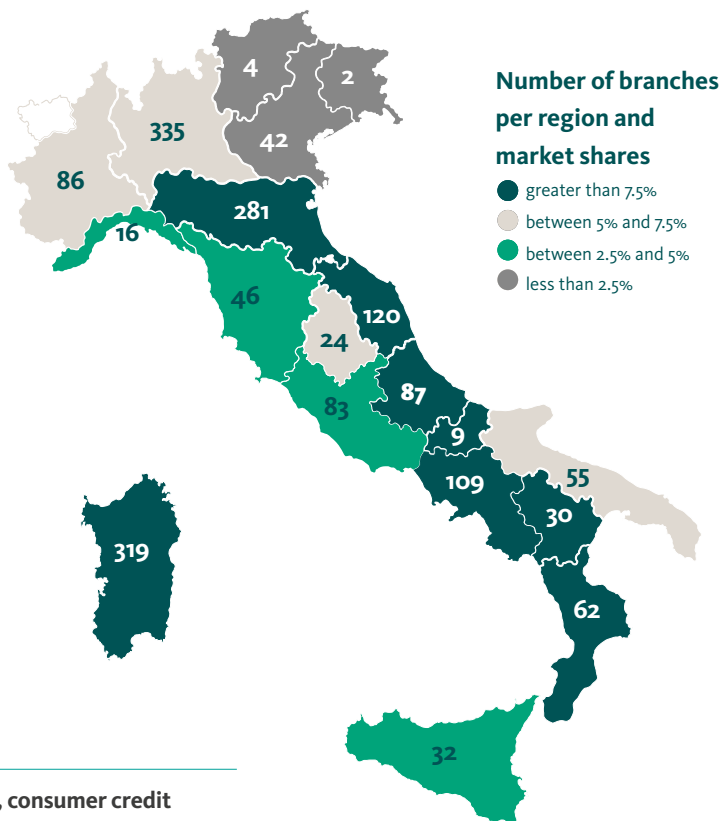 4
2
335
42
86
281
16
46
120
24
87
83
9
109
55
30
319
62
32
Number of branches
per region and
market shares
greater than 7.5%
between 5% and 7.5%
between 2.5% and 5%
less than 2.5%
, consumer credit